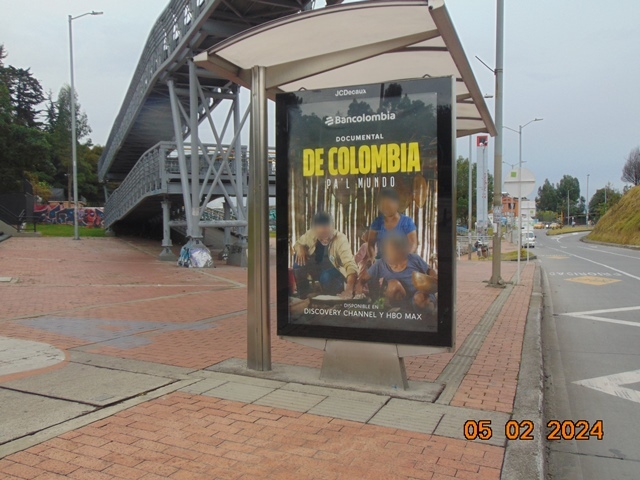 JCDecaux
Bancolombia
DOCUMENTAL
DE COLOMBIA
PA'L MUNDO
DISPONIBLE EN
DISCOVERY CHANNEL Y HBO MAX
05 02 2024